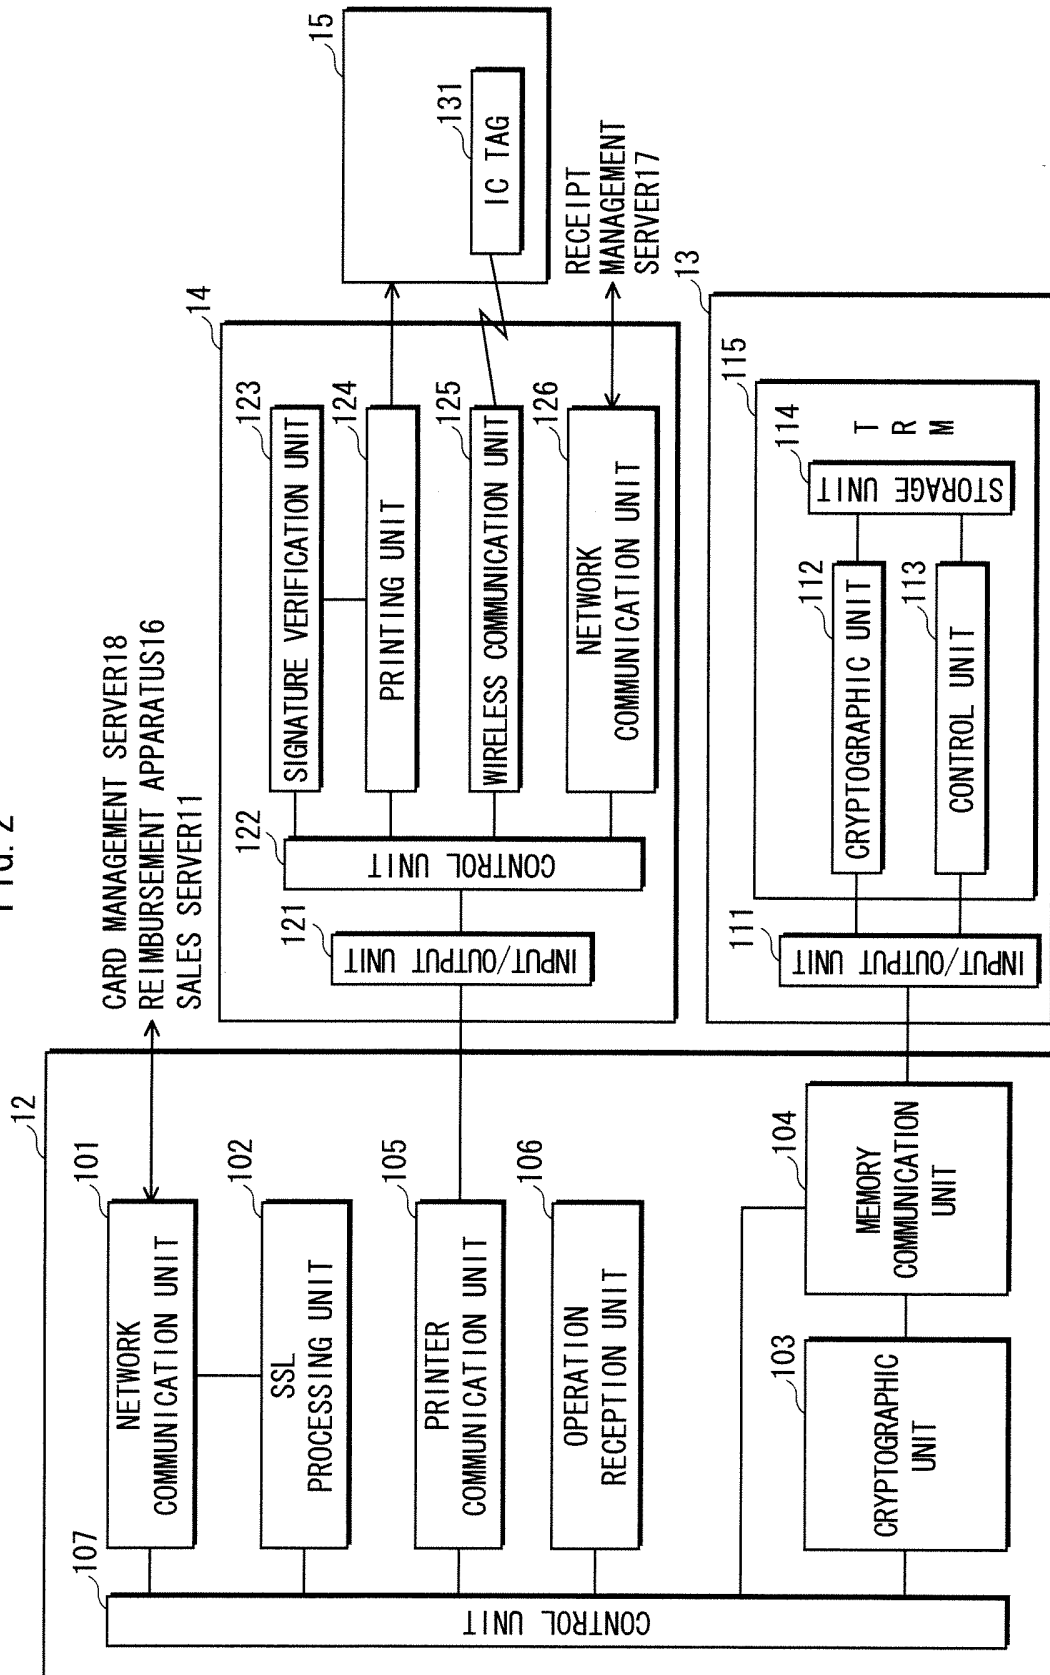 FIG. 2
12
107
CONTROL UNIT
101
NETWORK
COMMUNICATION UNIT
102
SSL
PROCESSING UNIT
105
PRINTER
COMMUNICATION UNIT
106
OPERATION
RECEPTION UNIT
103
CRYPTOGRAPHIC
UNIT
104
MEMORY
COMMUNICATION
UNIT
CARD MANAGEMENT SERVER18
REIMBURSEMENT APPARATUS16
SALES SERVER11
14
121
INPUT/OUTPUT UNIT
122
CONTROL UNIT
123
SIGNATURE VERIFICATION UNIT
124
PRINTING UNIT
125
WIRELESS COMMUNICATION UNIT
126
NETWORK
COMMUNICATION UNIT
15
131
IC TAG
RECEIPT
MANAGEMENT
SERVER17
13
111
INPUT/OUTPUT UNIT
115
112
CRYPTOGRAPHIC UNIT
113
CONTROL UNIT
114
STORAGE UNIT
T
R
M